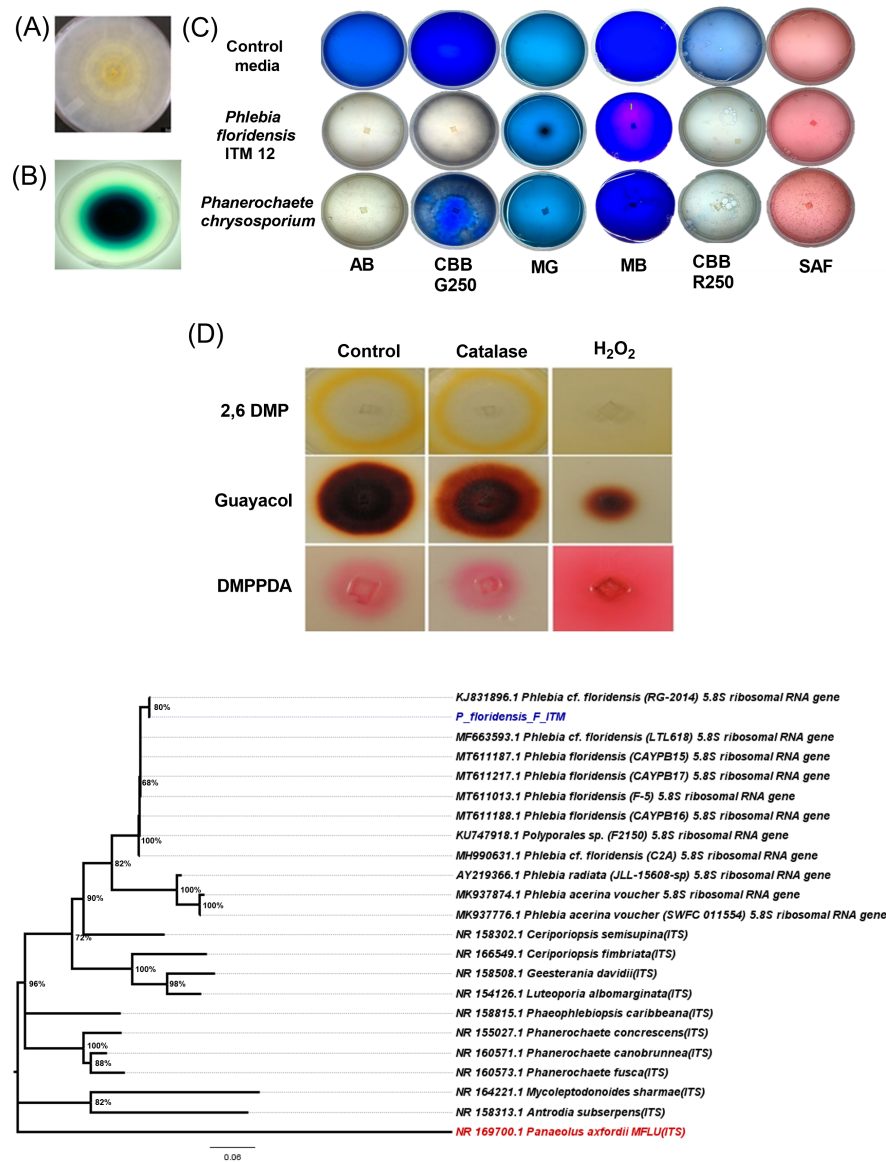 (A)
(C)
Control
media
Phlebia
floridensis
ITM 12
(B)
Phanerochaete
chrysosporium
AB
CBB
G250
MG
MB
CBB
R250
SAF
(D)
Control
Catalase
H₂O₂
2,6 DMP
Guayacol
DMPPDA
KJ831896.1 Phlebia cf. floridensis (RG-2014) 5.8S ribosomal RNA gene
80%
P_floridensis_F_ITM
MF663593.1 Phlebia cf. floridensis (LTL618) 5.8S ribosomal RNA gene
MT611187.1 Phlebia floridensis (CAYPB15) 5.8S ribosomal RNA gene
68%
MT611217.1 Phlebia floridensis (CAYPB17) 5.8S ribosomal RNA gene
MT611013.1 Phlebia floridensis (F-5) 5.8S ribosomal RNA gene
MT611188.1 Phlebia floridensis (CAYPB16) 5.8S ribosomal RNA gene
100%
KU747918.1 Polyporales sp. (F2150) 5.8S ribosomal RNA gene
MH990631.1 Phlebia cf. floridensis (C2A) 5.8S ribosomal RNA gene
82%
AY219366.1 Phlebia radiata (JLL-15608-sp) 5.8S ribosomal RNA gene
100%
MK937874.1 Phlebia acerina voucher 5.8S ribosomal RNA gene
90%
100%
MK937776.1 Phlebia acerina voucher (SWFC 011554) 5.8S ribosomal RNA gene
72%
NR 158302.1 Ceriporiopsis semisupina(ITS)
NR 166549.1 Ceriporiopsis fimbriata(ITS)
100%
NR 158508.1 Geesterania davidii(ITS)
96%
98%
NR 154126.1 Luteoporia albomarginata(ITS)
NR 158815.1 Phaeophlebiopsis caribbeana(ITS)
NR 155027.1 Phanerochaete concrescens(ITS)
100%
NR 160571.1 Phanerochaete canobrunnea(ITS)
88%
NR 160573.1 Phanerochaete fusca(ITS)
NR 164221.1 Mycoleptodonoides sharmae(ITS)
82%
NR 158313.1 Antrodia subserpens(ITS)
NR 169700.1 Panaeolus axfordii MFLU(ITS)
0.06